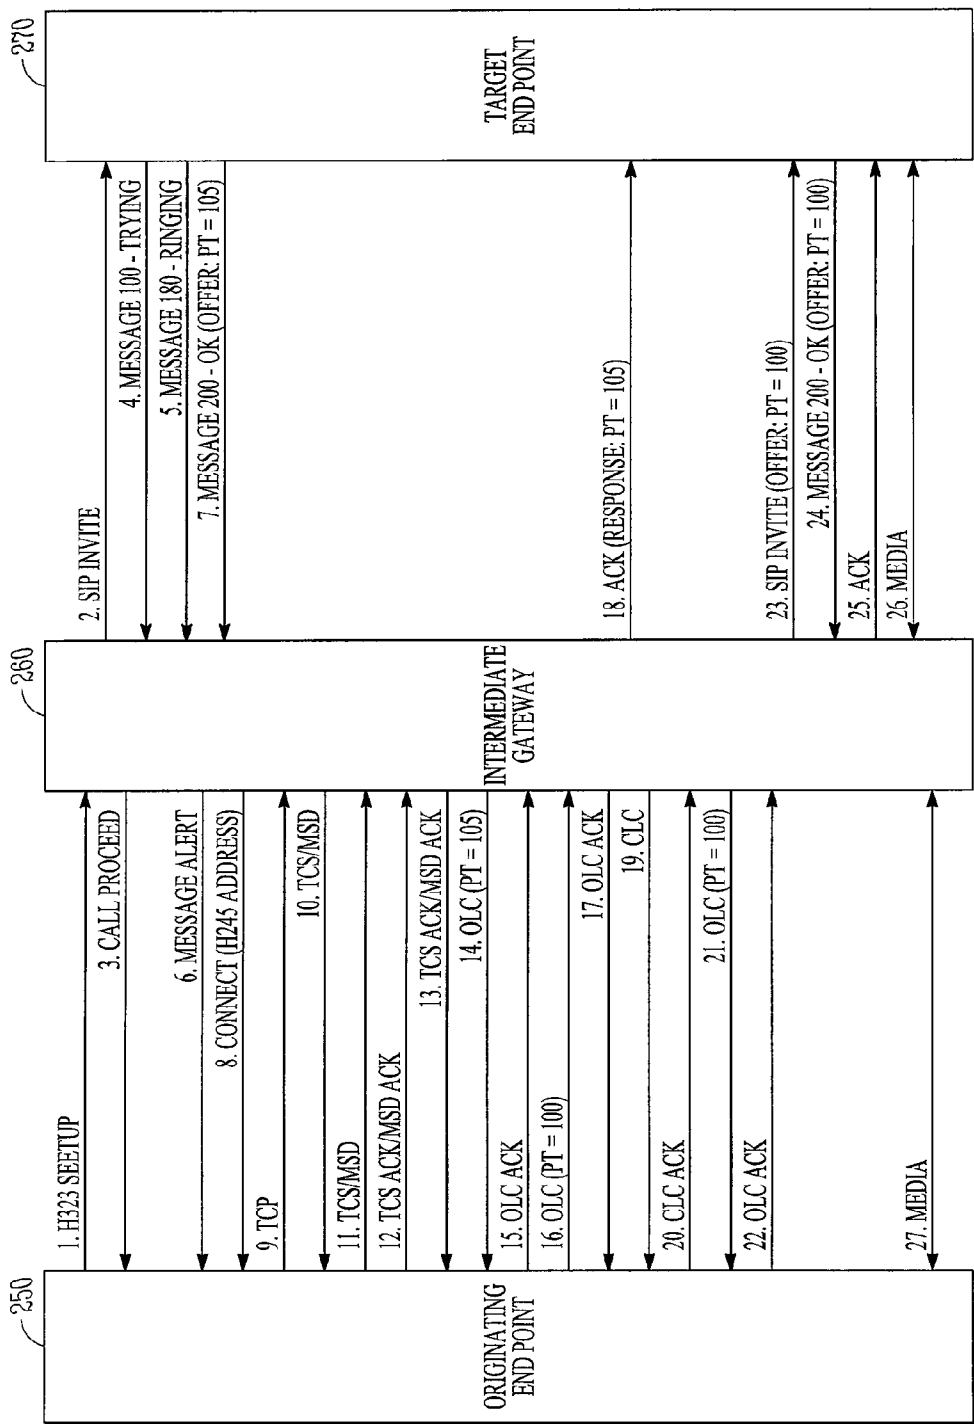 250
260
270
ORIGINATING
END POINT
INTERMEDIATE
GATEWAY
TARGET
END POINT
1. H323 SEETUP
2. SIP INVITE
3. CALL PROCEED
4. MESSAGE 100 - TRYING
5. MESSAGE 180 - RINGING
6. MESSAGE ALERT
7. MESSAGE 200 - OK (OFFER: PT = 105)
8. CONNECT (H245 ADDRESS)
9. TCP
10. TCS/MSD
11. TCS/MSD
12. TCS ACK/MSD ACK
13. TCS ACK/MSD ACK
14. OLC (PT = 105)
15. OLC ACK
16. OLC (PT = 100)
17. OLC ACK
18. ACK (RESPONSE: PT = 105)
19. CLC
20. CLC ACK
21. OLC (PT = 100)
22. OLC ACK
23. SIP INVITE (OFFER: PT = 100)
24. MESSAGE 200 - OK (OFFER: PT = 100)
25. ACK
26. MEDIA
27. MEDIA